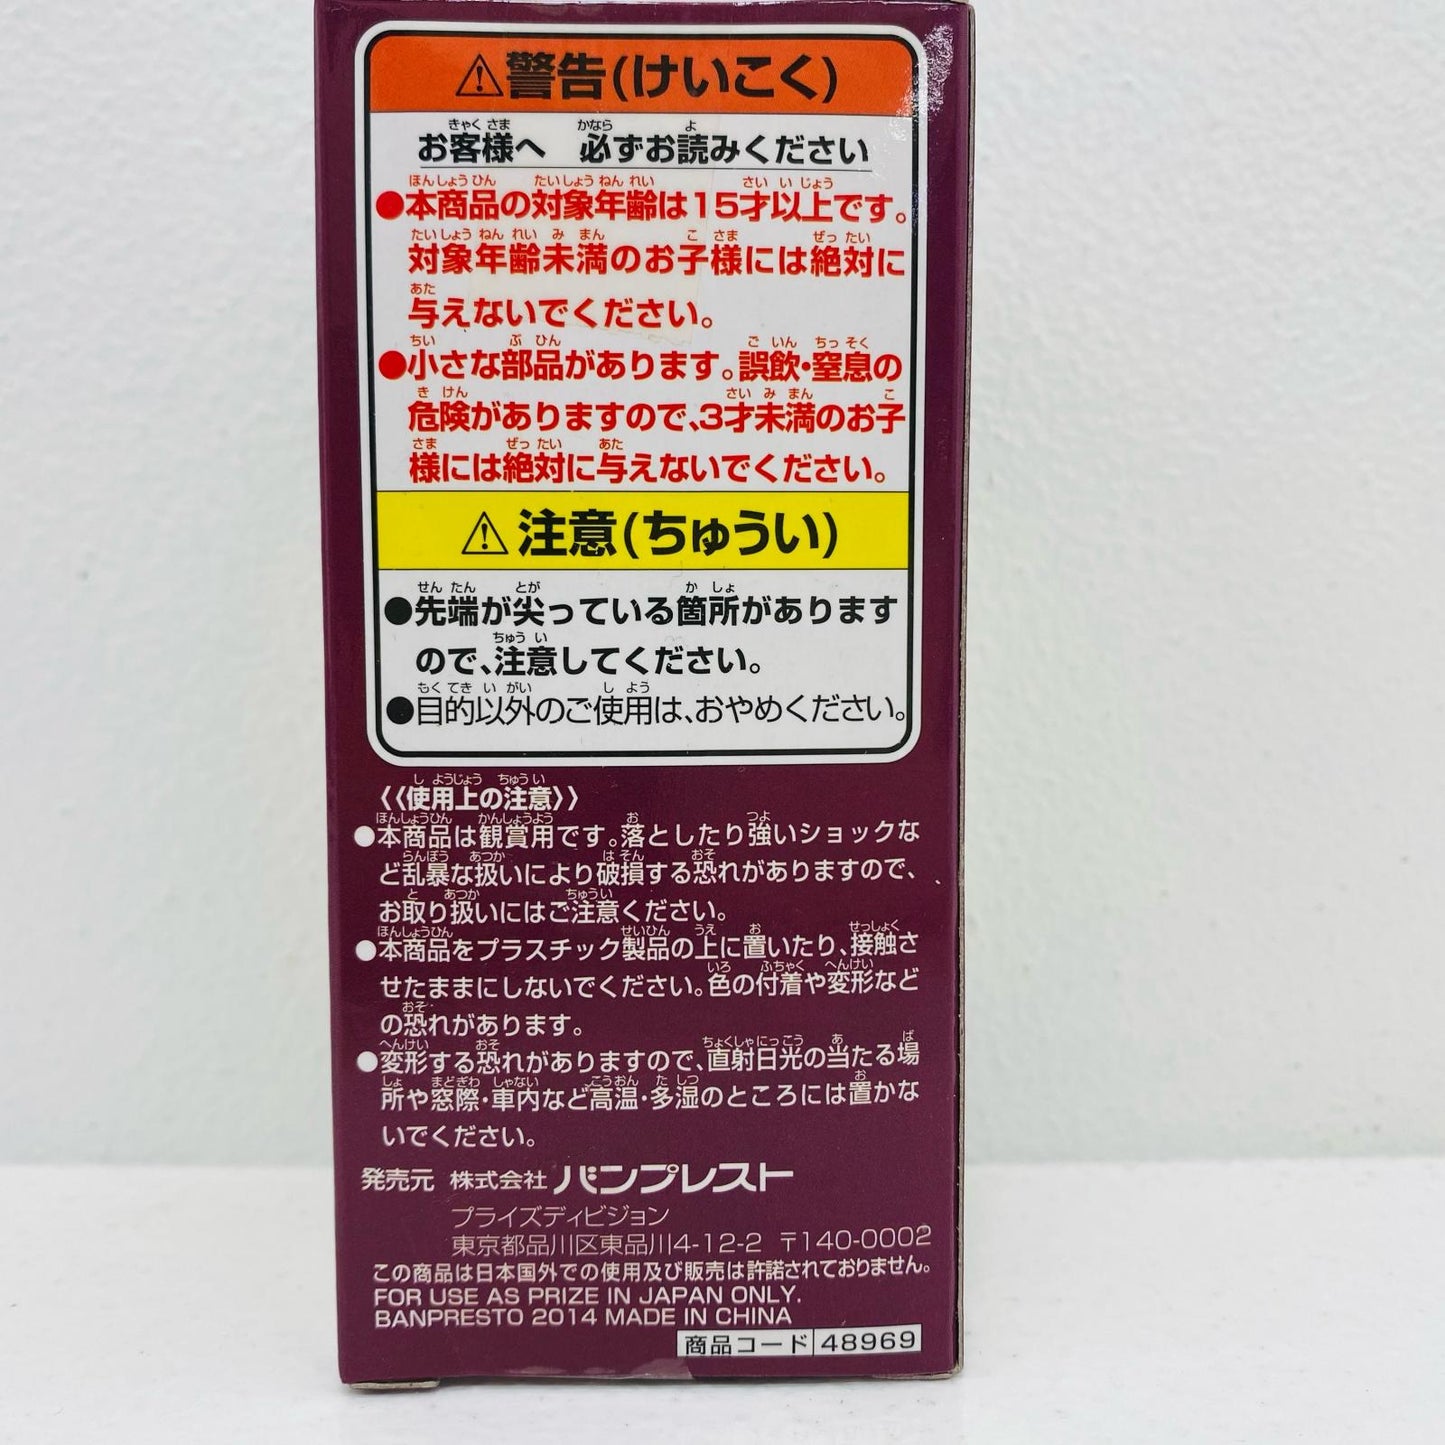 ⚠警告(けいこく)
お客様へ 必ずお読みください
●本商品の対象年齢は15才以上です。
対象年齢未満のお子様には絶対に
与えないでください。
●小さな部品があります。誤飲・窒息の
危険がありますので、3才未満のお子
様には絶対に与えないでください。
⚠注意(ちゅうい)
●先端が尖っている箇所があります
ので、注意してください。
●目的以外のご使用は、おやめください。
《使用上の注意》
●本商品は観賞用です。落としたり強いショックな
ど乱暴な扱いにより破損する恐れがありますので、
お取り扱いにはご注意ください。
●本商品をプラスチック製品の上に置いたり、接触さ
せたままにしないでください。色の付着や変形など
の恐れがあります。
●変形する恐れがありますので、直射日光の当たる場
所や窓際・車内など高温・多湿のところには置かな
いでください。
発売元 株式会社 バンプレスト
プライズディビジョン
東京都品川区東品川4-12-2 〒140-0002
この商品は日本国外での使用及び販売は許諾されておりません。
FOR USE AS PRIZE IN JAPAN ONLY.
BANPRESTO 2014 MADE IN CHINA
商品コード 48969